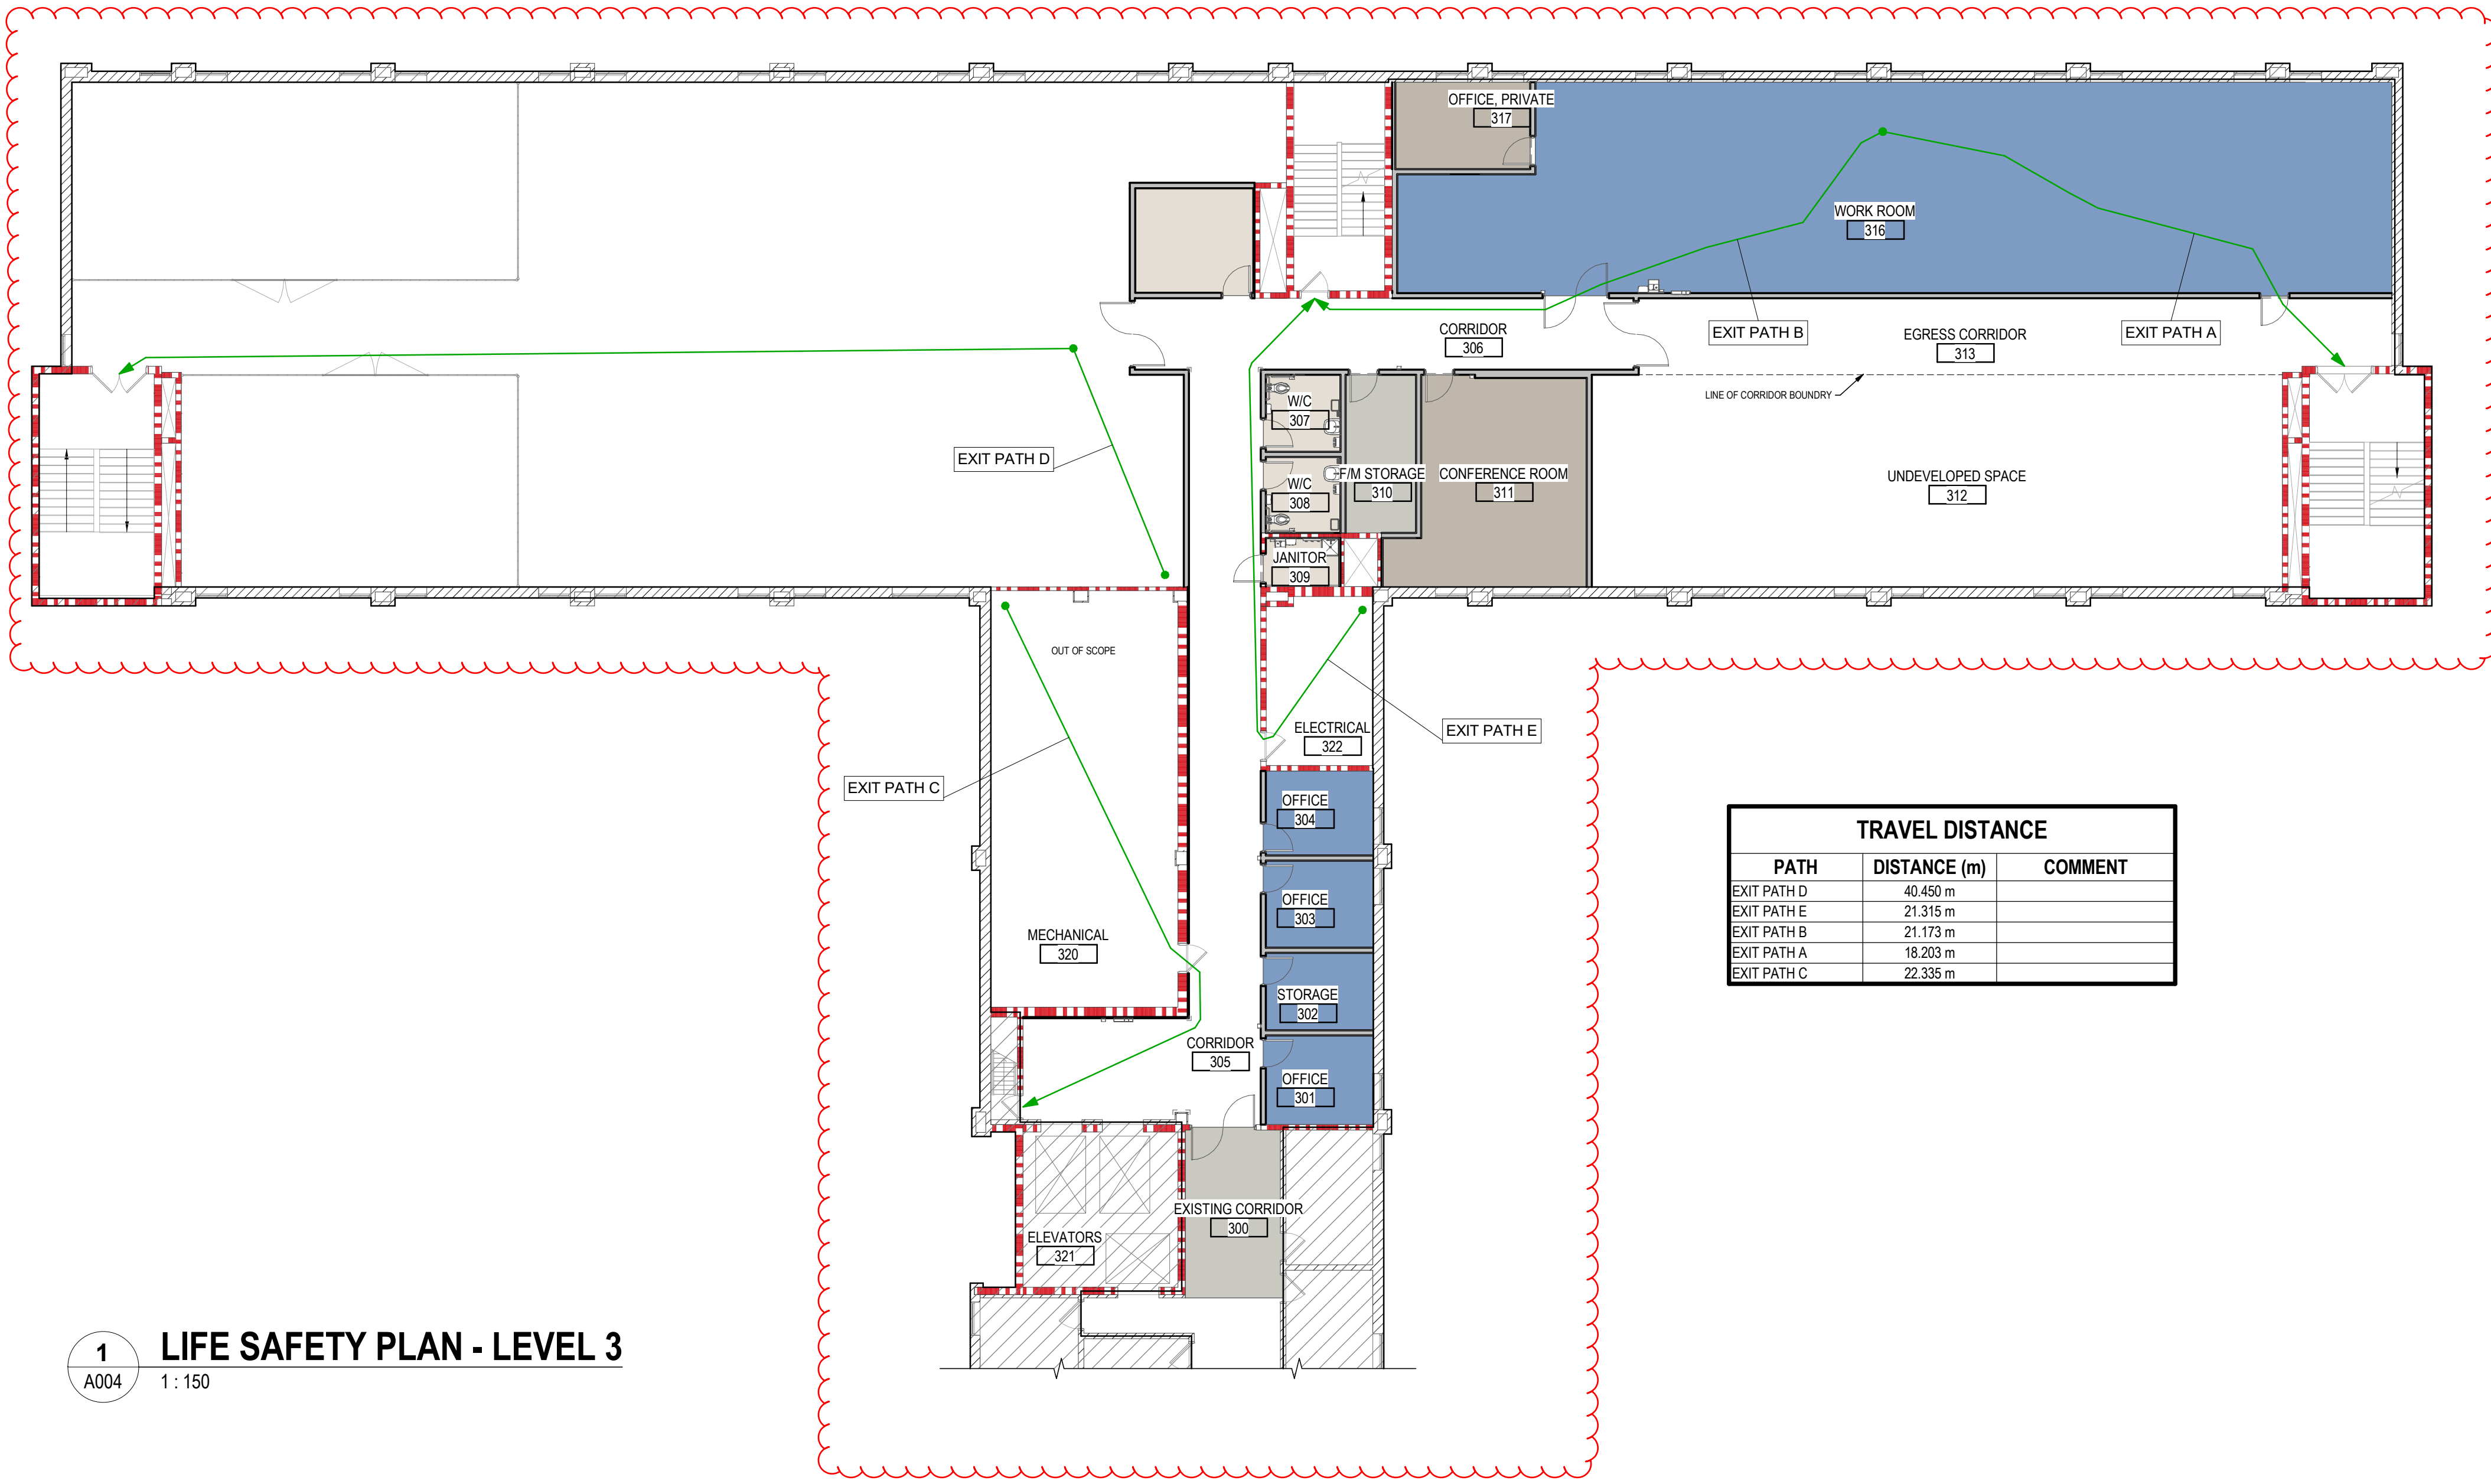 OFFICE, PRIVATE
317
WORK ROOM
316
CORRIDOR
306
EXIT PATH B
EGRESS CORRIDOR
313
EXIT PATH A
LINE OF CORRIDOR BOUNDRY
W/C
307
EXIT PATH D
W/C
308
F/M STORAGE
310
CONFERENCE ROOM
311
UNDEVELOPED SPACE
312
JANITOR
309
OUT OF SCOPE
ELECTRICAL
322
EXIT PATH E
EXIT PATH C
OFFICE
304
OFFICE
303
MECHANICAL
320
STORAGE
302
CORRIDOR
305
OFFICE
301
EXISTING CORRIDOR
300
ELEVATORS
321
TRAVEL DISTANCE
PATH DISTANCE (m) COMMENT
EXIT PATH D 40.450 m
EXIT PATH E 21.315 m
EXIT PATH B 21.173 m
EXIT PATH A 18.203 m
EXIT PATH C 22.335 m
1 LIFE SAFETY PLAN - LEVEL 3
A004 1 : 150